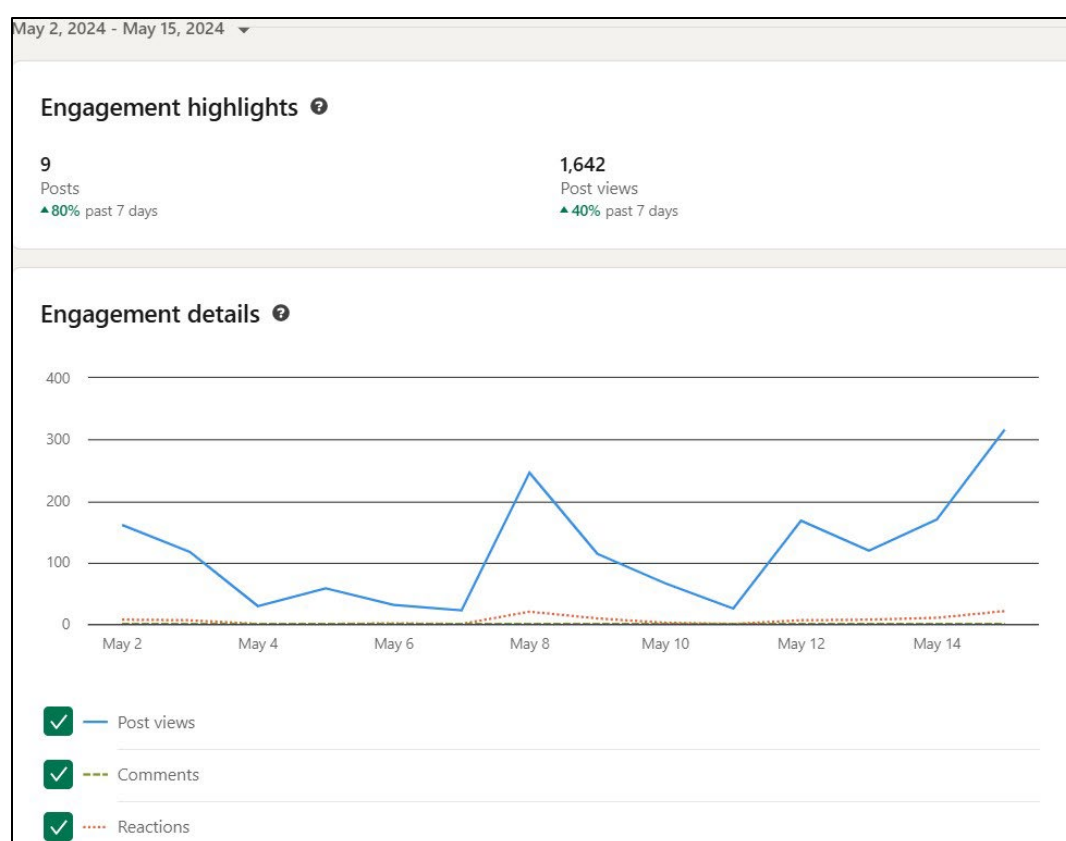 May 2, 2024 - May 15, 2024
Engagement highlights
9
Posts
80% past 7 days
1,642
Post views
40% past 7 days
Engagement details
400
300
200
100
0
May 2 May 4 May 6 May 8 May 10 May 12 May 14
Post views
Comments
Reactions